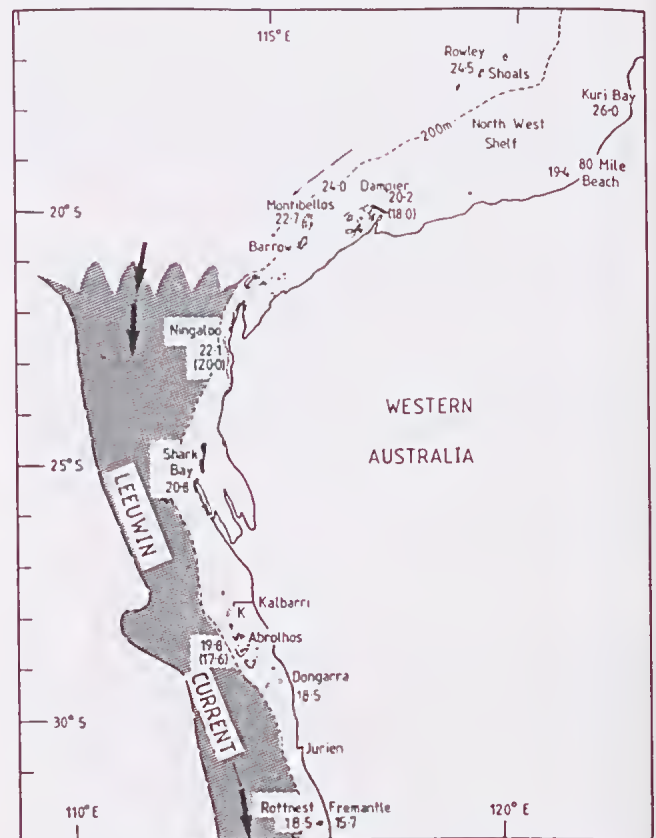 115° E
Rowley
24·5 Shoals
Kuri Bay
26·0
200m
North West
Shelf
19·4 80 Mile
Beach
24·0
Dampier
20·2
(18·0)
Montibellos
22·7
20° S
Barrow
Ningaloo
22·1
(20·0)
WESTERN
AUSTRALIA
25° S
Shark
Bay
20·8
LEEUWIN
K
Kalbarri
Abrolhos
19·8
(17·6)
CURRENT
Dongarra
18·5
30° S
Jurien
110° E
Rottnest Fremantle
18·5 15·7
120° E